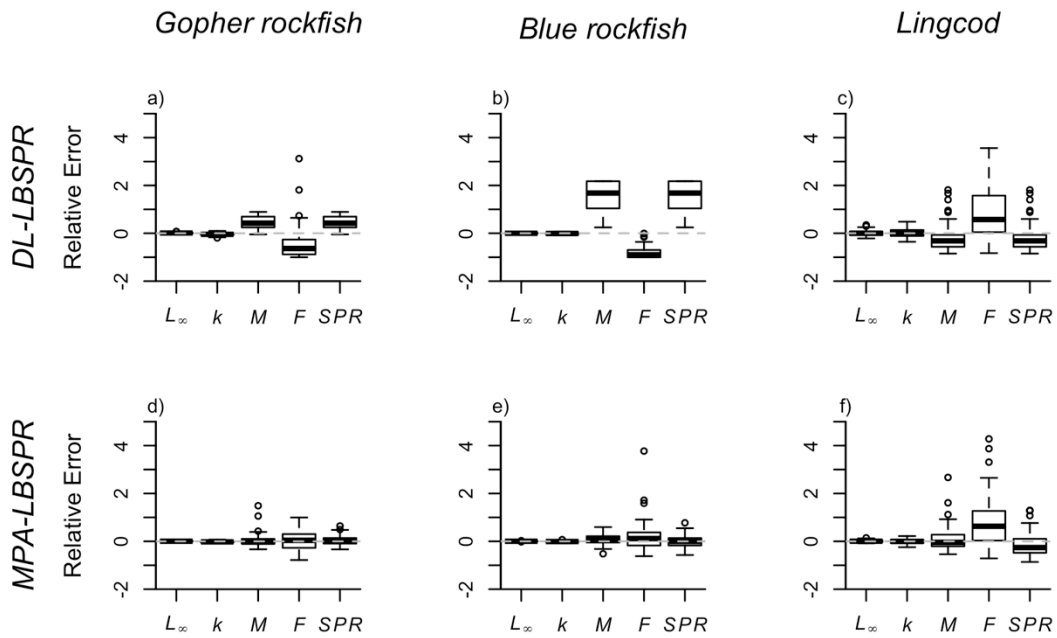 Gopher rockfish Blue rockfish Lingcod
DL-LBSPR
Relative Error
a)
4
2
0
-2
L∞ k M F SPR
b)
4
2
0
-2
L∞ k M F SPR
c)
4
2
0
-2
L∞ k M F SPR
MPA-LBSPR
Relative Error
d)
4
2
0
-2
L∞ k M F SPR
e)
4
2
0
-2
L∞ k M F SPR
f)
4
2
0
-2
L∞ k M F SPR